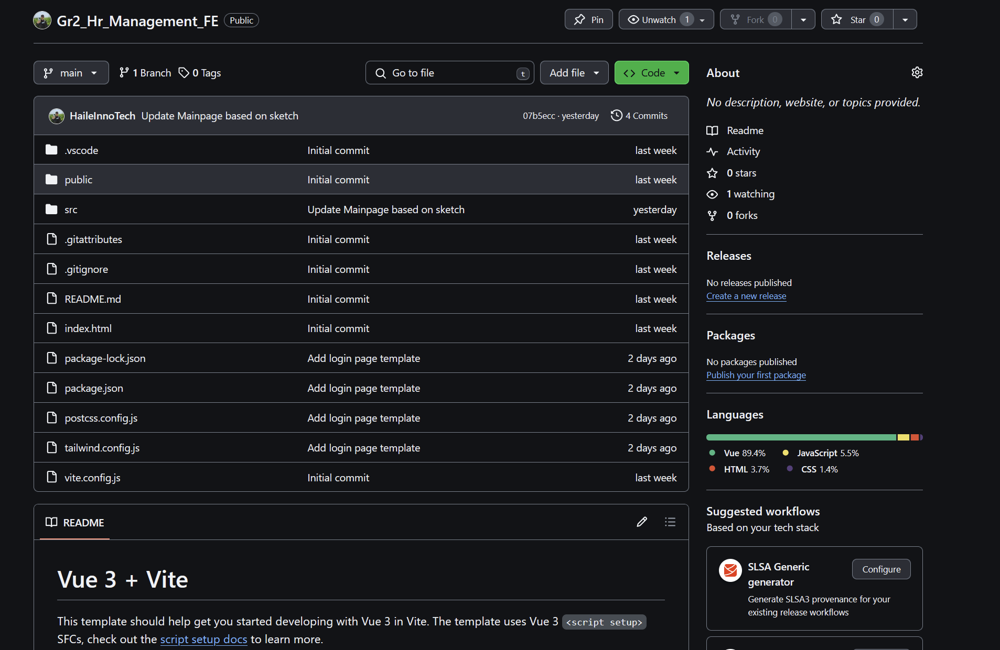 Gr2_Hr_Management_FE Public Pin Unwatch 1 Fork 0 Star 0
main 1 Branch 0 Tags Go to file t Add file Code
HaileInnoTech Update Mainpage based on sketch 07b5ecc · yesterday 4 Commits
.vscode Initial commit last week
public Initial commit last week
src Update Mainpage based on sketch yesterday
.gitattributes Initial commit last week
.gitignore Initial commit last week
README.md Initial commit last week
index.html Initial commit last week
package-lock.json Add login page template 2 days ago
package.json Add login page template 2 days ago
postcss.config.js Add login page template 2 days ago
tailwind.config.js Add login page template 2 days ago
vite.config.js Initial commit last week
README
Vue 3 + Vite
This template should help get you started developing with Vue 3 in Vite. The template uses Vue 3 <script setup>
SFCs, check out the script setup docs to learn more.
About
No description, website, or topics provided.
Readme
Activity
0 stars
1 watching
0 forks
Releases
No releases published
Create a new release
Packages
No packages published
Publish your first package
Languages
Vue 89.4% JavaScript 5.5%
HTML 3.7% CSS 1.4%
Suggested workflows
Based on your tech stack
SLSA Generic
generator
Configure
Generate SLSA3 provenance for your
existing release workflows